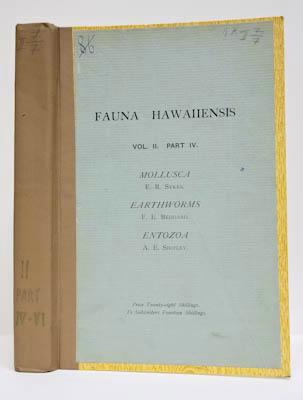 86
FAUNA HAWAIIENSIS
VOL. II. PART IV.
MOLLUSCA
E. R. SYKES.
EARTHWORMS
F. E. BEDDARD.
ENTOZOA
A. E. SHIPLEY.
Price Twenty-eight Shillings.
To Subscribers Fourteen Shillings.
II
PART
IV-VI